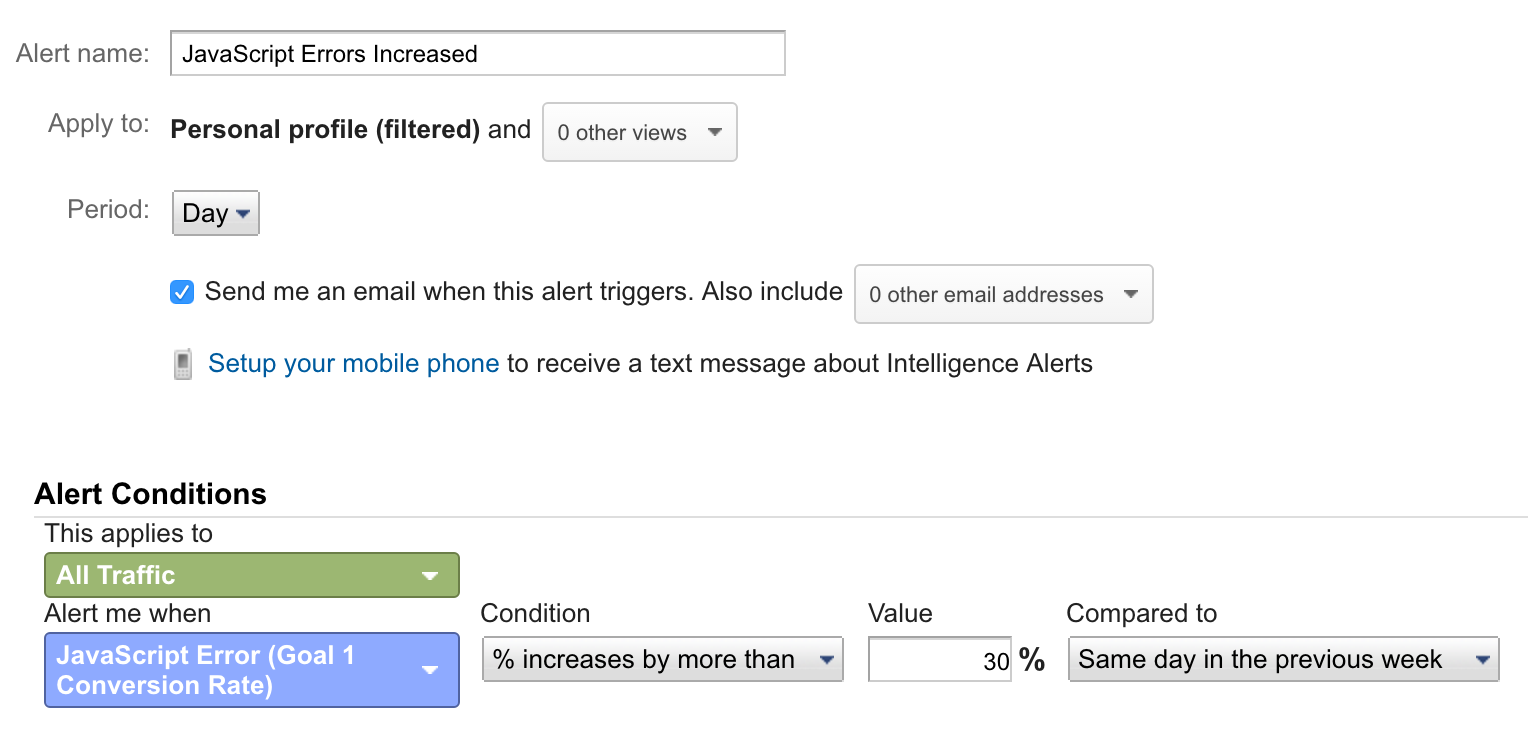 Alert name: JavaScript Errors Increased
Apply to: Personal profile (filtered) and 0 other views
Period: Day
Send me an email when this alert triggers. Also include 0 other email addresses
Setup your mobile phone to receive a text message about Intelligence Alerts
Alert Conditions
This applies to
All Traffic
Alert me when Condition Value Compared to
JavaScript Error (Goal 1
Conversion Rate) % increases by more than 30 % Same day in the previous week